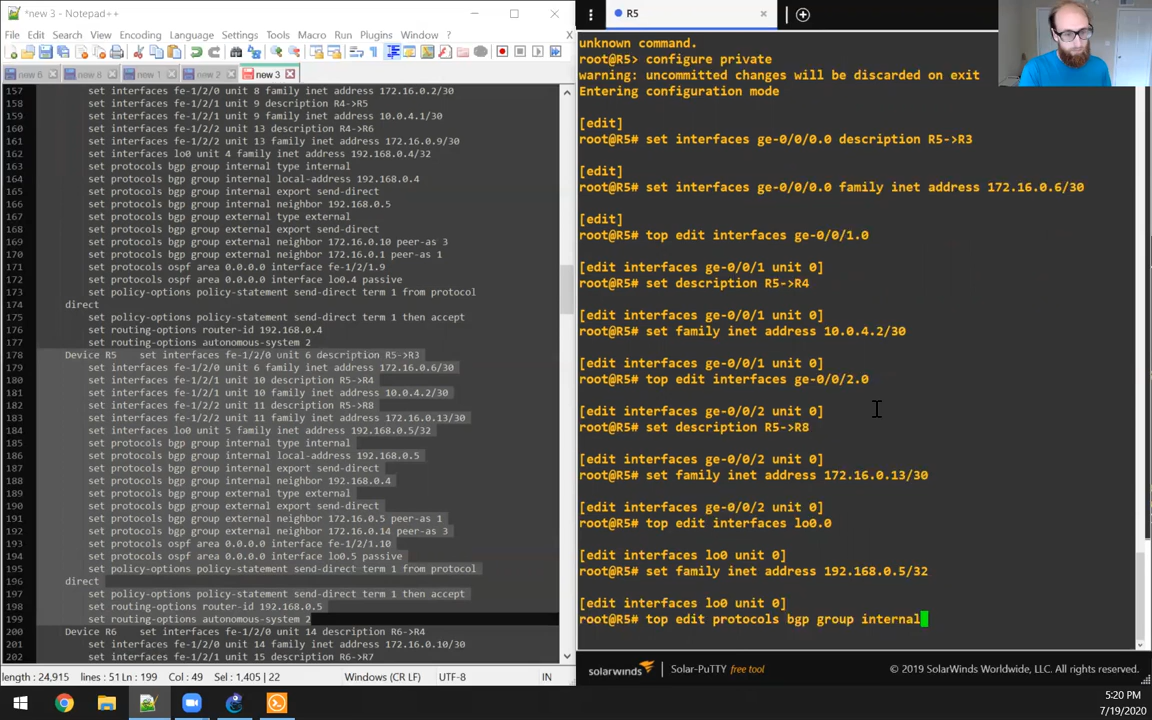 *new 3 - Notepad++
File Edit Search View Encoding Language Settings Tools Macro Run Plugins Window ?
new 6 new 8 new 1 new 2 new 3
157 set interfaces fe-1/2/0 unit 8 family inet address 172.16.0.2/30
158 set interfaces fe-1/2/1 unit 9 description R4->R5
159 set interfaces fe-1/2/1 unit 9 family inet address 10.0.4.1/30
160 set interfaces fe-1/2/2 unit 13 description R4->R6
161 set interfaces fe-1/2/2 unit 13 family inet address 172.16.0.9/30
162 set interfaces lo0 unit 4 family inet address 192.168.0.4/32
163 set protocols bgp group internal type internal
164 set protocols bgp group internal local-address 192.168.0.4
165 set protocols bgp group internal export send-direct
166 set protocols bgp group internal neighbor 192.168.0.5
167 set protocols bgp group external type external
168 set protocols bgp group external export send-direct
169 set protocols bgp group external neighbor 172.16.0.10 peer-as 3
170 set protocols bgp group external neighbor 172.16.0.1 peer-as 1
171 set protocols ospf area 0.0.0.0 interface fe-1/2/1.9
172 set protocols ospf area 0.0.0.0 interface lo0.4 passive
173 set policy-options policy-statement send-direct term 1 from protocol
174 direct
175 set policy-options policy-statement send-direct term 1 then accept
176 set routing-options router-id 192.168.0.4
177 set routing-options autonomous-system 2
178 Device R5 set interfaces fe-1/2/0 unit 6 description R5->R3
179 set interfaces fe-1/2/0 unit 6 family inet address 172.16.0.6/30
180 set interfaces fe-1/2/1 unit 10 description R5->R4
181 set interfaces fe-1/2/1 unit 10 family inet address 10.0.4.2/30
182 set interfaces fe-1/2/2 unit 11 description R5->R8
183 set interfaces fe-1/2/2 unit 11 family inet address 172.16.0.13/30
184 set interfaces lo0 unit 5 family inet address 192.168.0.5/32
185 set protocols bgp group internal type internal
186 set protocols bgp group internal local-address 192.168.0.5
187 set protocols bgp group internal export send-direct
188 set protocols bgp group internal neighbor 192.168.0.4
189 set protocols bgp group external type external
190 set protocols bgp group external export send-direct
191 set protocols bgp group external neighbor 172.16.0.5 peer-as 1
192 set protocols bgp group external neighbor 172.16.0.14 peer-as 3
193 set protocols ospf area 0.0.0.0 interface fe-1/2/1.10
194 set protocols ospf area 0.0.0.0 interface lo0.5 passive
195 set policy-options policy-statement send-direct term 1 from protocol
196 direct
197 set policy-options policy-statement send-direct term 1 then accept
198 set routing-options router-id 192.168.0.5
199 set routing-options autonomous-system 2
200 Device R6 set interfaces fe-1/2/0 unit 14 description R6->R4
201 set interfaces fe-1/2/0 unit 14 family inet address 172.16.0.10/30
202 set interfaces fe-1/2/1 unit 15 description R6->R7
length : 24,915 lines : 51 Ln : 199 Col : 49 Sel : 1,405 | 22 Windows (CR LF) UTF-8 IN
R5
unknown command.
root@R5> configure private
warning: uncommitted changes will be discarded on exit
Entering configuration mode
[edit]
root@R5# set interfaces ge-0/0/0.0 description R5->R3
[edit]
root@R5# set interfaces ge-0/0/0.0 family inet address 172.16.0.6/30
[edit]
root@R5# top edit interfaces ge-0/0/1.0
[edit interfaces ge-0/0/1 unit 0]
root@R5# set description R5->R4
[edit interfaces ge-0/0/1 unit 0]
root@R5# set family inet address 10.0.4.2/30
[edit interfaces ge-0/0/1 unit 0]
root@R5# top edit interfaces ge-0/0/2.0
[edit interfaces ge-0/0/2 unit 0]
root@R5# set description R5->R8
[edit interfaces ge-0/0/2 unit 0]
root@R5# set family inet address 172.16.0.13/30
[edit interfaces ge-0/0/2 unit 0]
root@R5# top edit interfaces lo0.0
[edit interfaces lo0 unit 0]
root@R5# set family inet address 192.168.0.5/32
[edit interfaces lo0 unit 0]
root@R5# top edit protocols bgp group internal
solarwinds Solar-PuTTY free tool © 2019 SolarWinds Worldwide, LLC. All rights reserved.
5:20 PM
7/19/2020